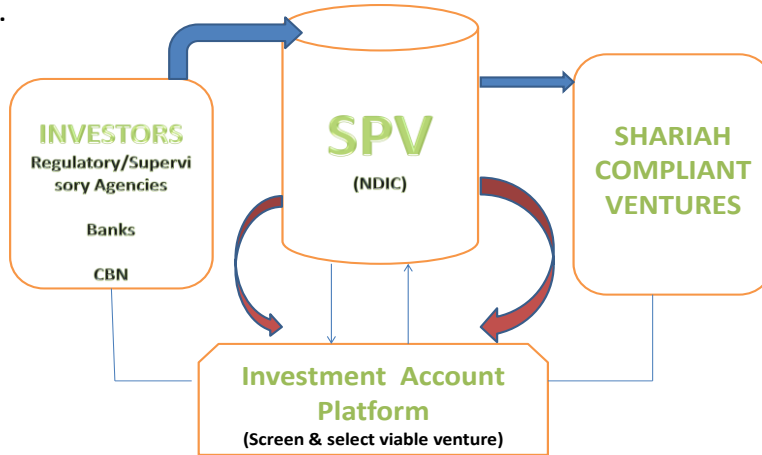 .
INVESTORS
Regulatory/Supervi
sory Agencies
Banks
CBN
SPV
(NDIC)
SHARIAH
COMPLIANT
VENTURES
Investment Account
Platform
(Screen & select viable venture)